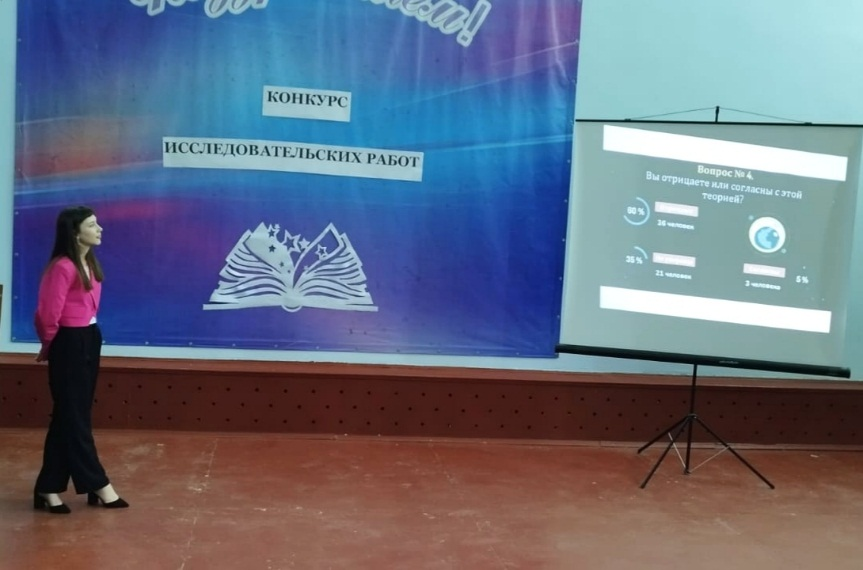 КОНКУРС
ИССЛЕДОВАТЕЛЬСКИХ РАБОТ
Вопрос № 4.
Вы отрицаете или согласны с этой
теорией?
60 %
36 человек
35 %
21 человек
5 %
3 человека